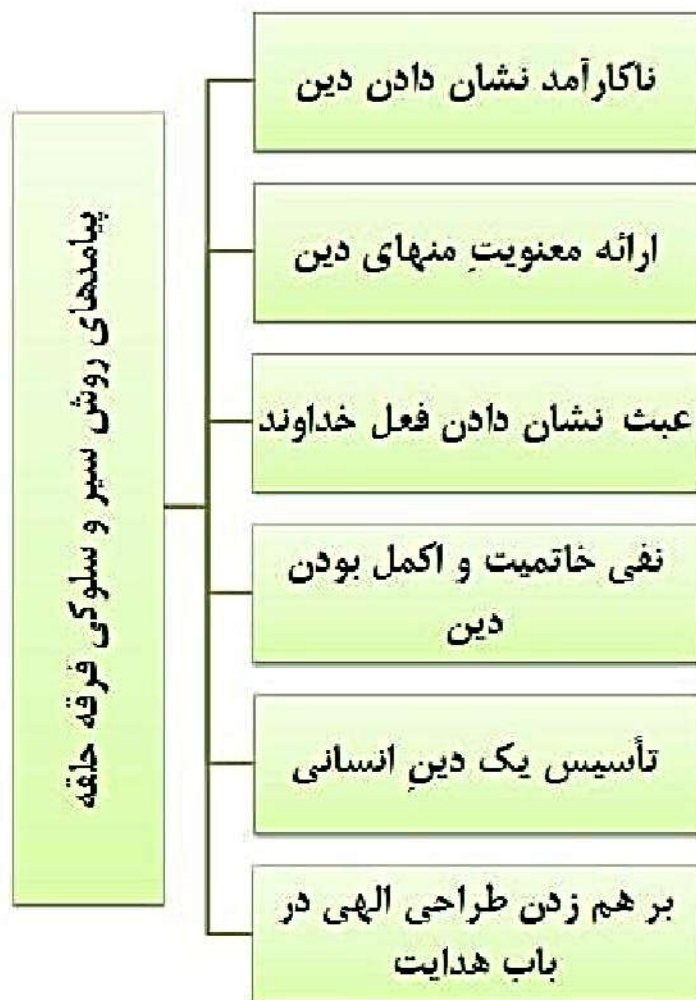 پیامدهای روش سیر و سلوکی فرقه حلقه
ناکارآمد نشان دادن دین
ارائه معنویتِ منهای دین
عبث نشان دادن فعل خداوند
نفی خاتمیت و اکمل بودن
دین
تأسیس یک دینِ انسانی
بر هم زدن طراحی الهی در
باب هدایت